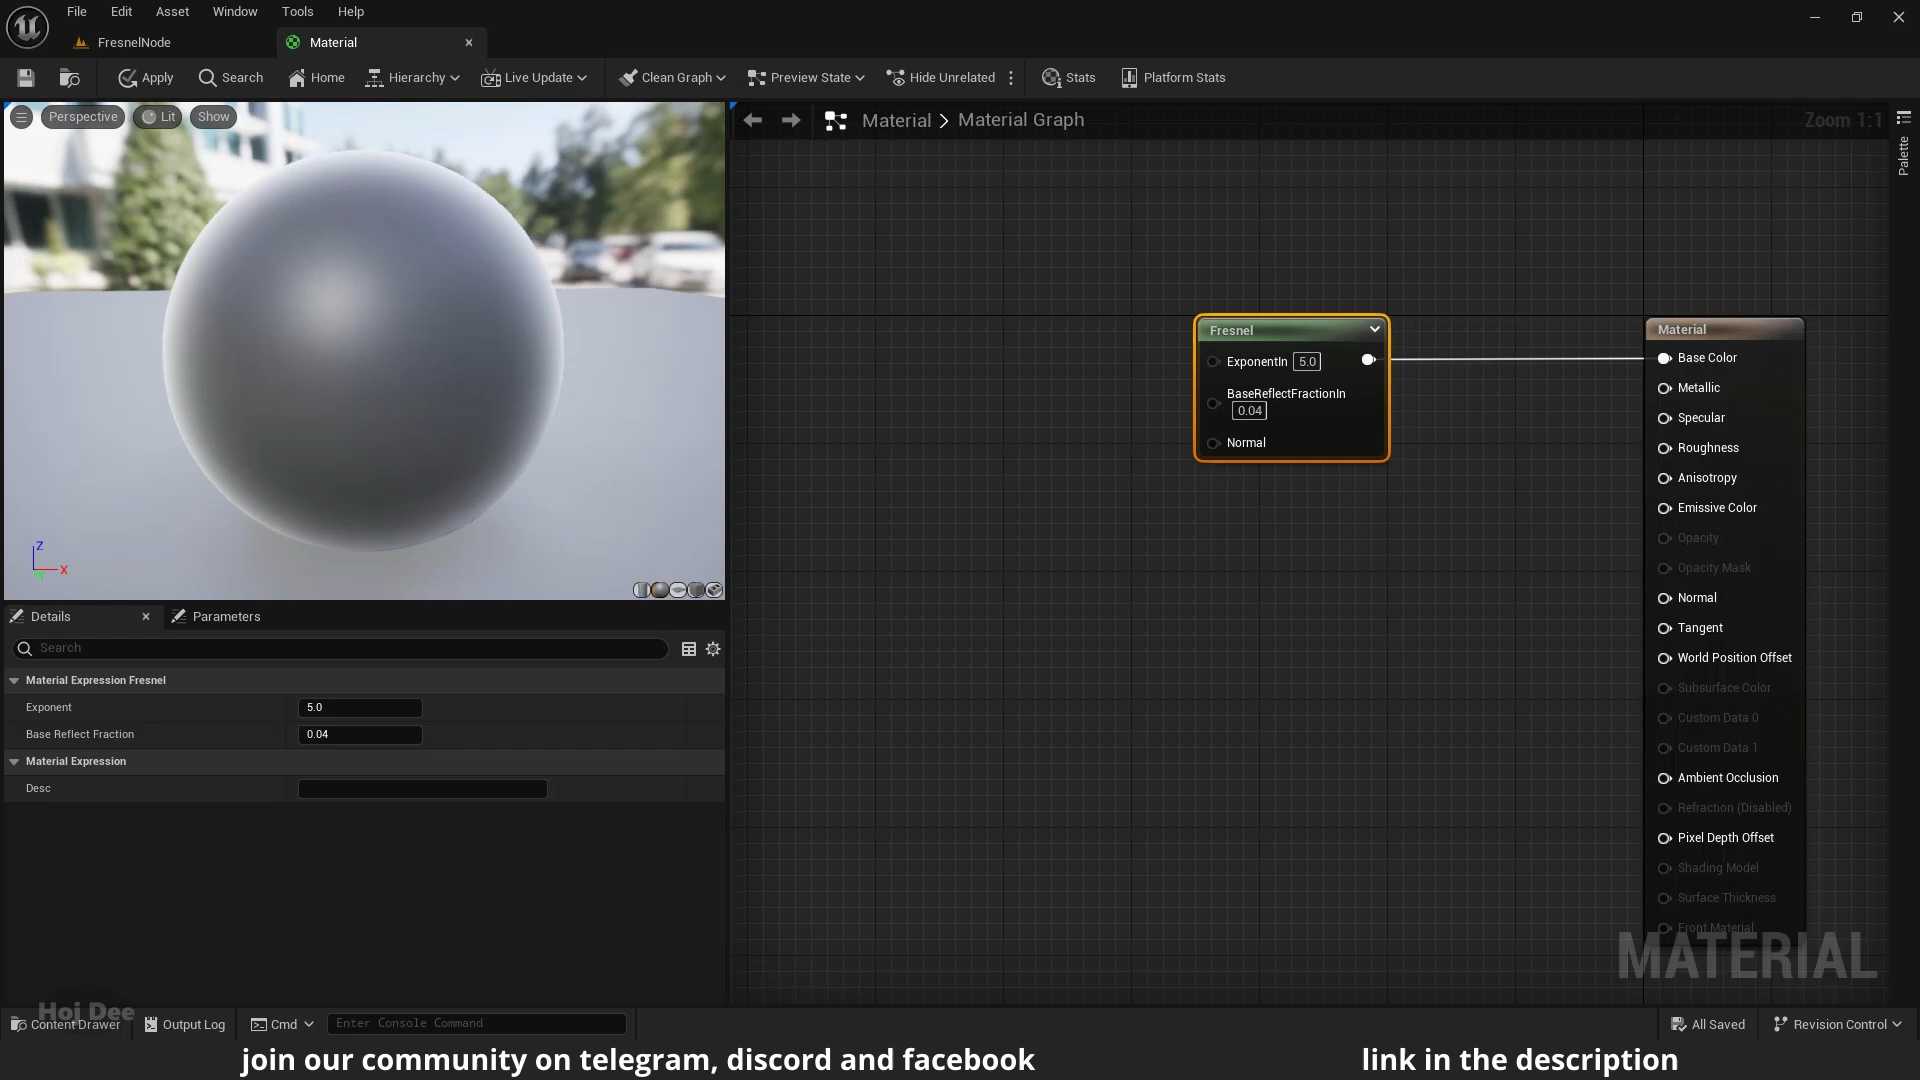 File Edit Asset Window Tools Help
FresnelNode Material
Apply Search Home Hierarchy Live Update Clean Graph Preview State Hide Unrelated Stats Platform Stats
Perspective Lit Show
Material > Material Graph
Zoom 1:1
Palette
Fresnel
ExponentIn 5.0
BaseReflectFractionIn
0.04
Normal
Material
Base Color
Metallic
Specular
Roughness
Anisotropy
Emissive Color
Opacity
Opacity Mask
Normal
Tangent
World Position Offset
Subsurface Color
Custom Data 0
Custom Data 1
Ambient Occlusion
Refraction (Disabled)
Pixel Depth Offset
Shading Model
Surface Thickness
Front Material
MATERIAL
Z
X
Y
Details Parameters
Search
Material Expression Fresnel
Exponent 5.0
Base Reflect Fraction 0.04
Material Expression
Desc
Hoi Dee
Content Drawer Output Log Cmd Enter Console Command All Saved Revision Control
join our community on telegram, discord and facebook link in the description